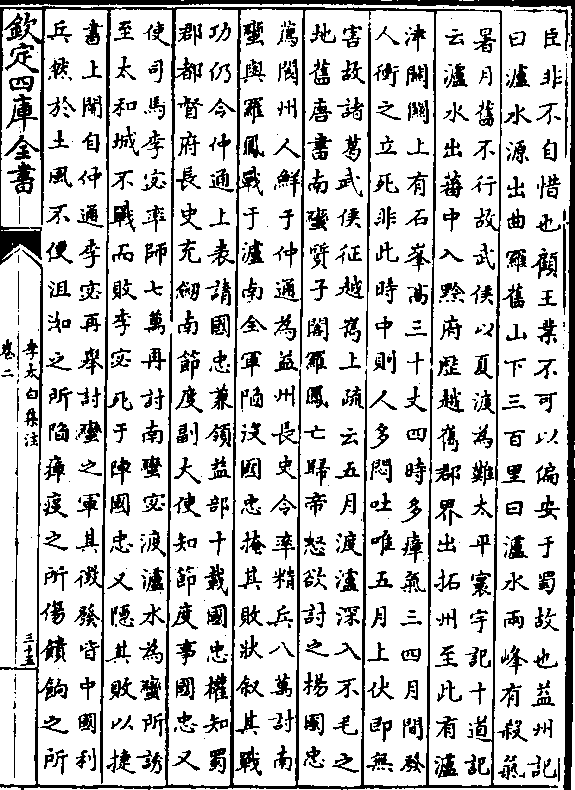 臣非不自惜也顧王業不可以偏安于蜀故也益州記
曰瀘水源出曲羅舊山下三百里曰瀘水兩峰有殺氣
暑月舊不行故武侯以夏渡為難太平寰宇記十道記
云瀘水出蕃中入黔府歴越嶲郡界出拓州至此有瀘
津關關上有石峯高三十丈四時多瘴氣三四月間發
人衝之立死非此時中則人多悶吐唯五月上伏即無
害故諸葛武侯征越嶲上疏云五月渡瀘深入不毛之
地舊唐書南蠻質子閣羅鳳亡歸帝怒欲討之楊國忠
薦閬州人鮮于仲通為益州長史令率精兵八萬討南
蠻與羅鳳戰于瀘南全軍陷沒國忠掩其敗狀叙其戰
功仍令仲通上表請國忠兼領益部十載國忠權知蜀
郡都督府長史充劒南節度副大使知節度事國忠又
使司馬李宓率師七萬再討南蠻宓渡瀘水為蠻所誘
至太和城不戰而敗李宓死于陣國忠又隱其敗以捷
書上聞自仲通李宓再舉討蠻之軍其徵發皆中國利
兵然於土風不便沮洳之所陷瘴疫之所傷饋餉之所
欽定四庫全書
李太白集注
卷二
三十五